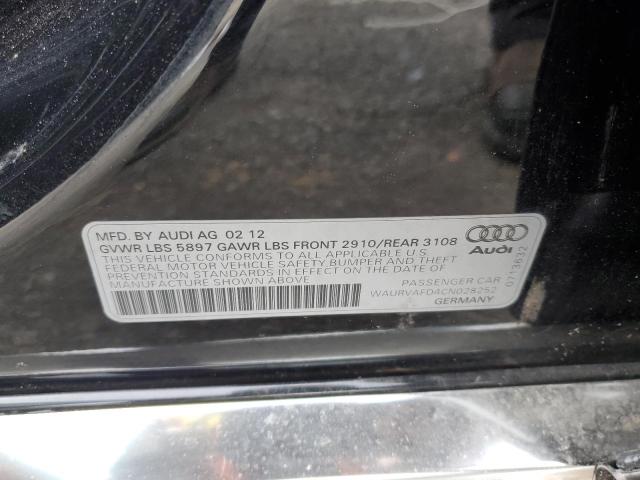 MFD. BY AUDI AG 02 12
GVWR LBS 5897 GAWR LBS FRONT 2910/REAR 3108
THIS VEHICLE CONFORMS TO ALL APPLICABLE U.S.
FEDERAL MOTOR VEHICLE SAFETY BUMPER AND THEFT
PREVENTION STANDARDS IN EFFECT ON THE DATE OF
MANUFACTURE SHOWN ABOVE
Audi
PASSENGER CAR
WAURVAFD4CN028252
GERMANY
0713632